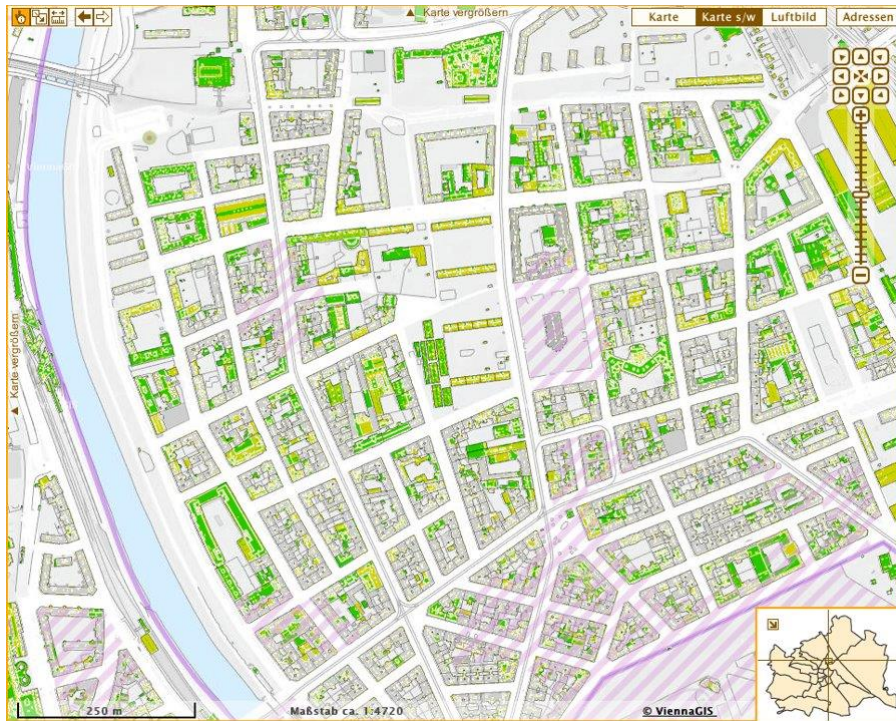 Karte vergrößern
Karte
Karte s/w
Luftbild
Adressen
Karte vergrößern
250 m
Maßstab ca. 1:4720
© ViennaGIS